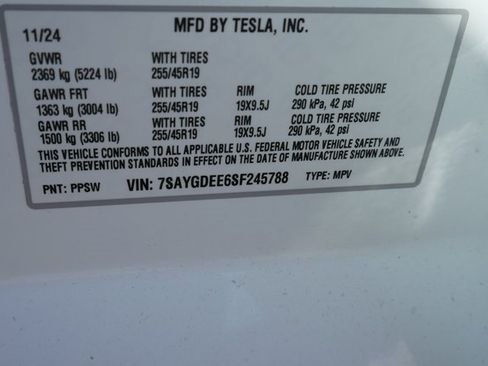 11/24 MFD BY TESLA, INC.
GVWR WITH TIRES
2369 kg (5224 lb) 255/45R19
GAWR FRT WITH TIRES RIM COLD TIRE PRESSURE
1363 kg (3004 lb) 255/45R19 19X9.5J 290 kPa, 42 psi
GAWR RR WITH TIRES RIM COLD TIRE PRESSURE
1500 kg (3306 lb) 255/45R19 19X9.5J 290 kPa, 42 psi
THIS VEHICLE CONFORMS TO ALL APPLICABLE U.S. FEDERAL MOTOR VEHICLE SAFETY AND
THEFT PREVENTION STANDARDS IN EFFECT ON THE DATE OF MANUFACTURE SHOWN ABOVE.
PNT: PPSW VIN: 7SAYGDEE6SF245788 TYPE: MPV